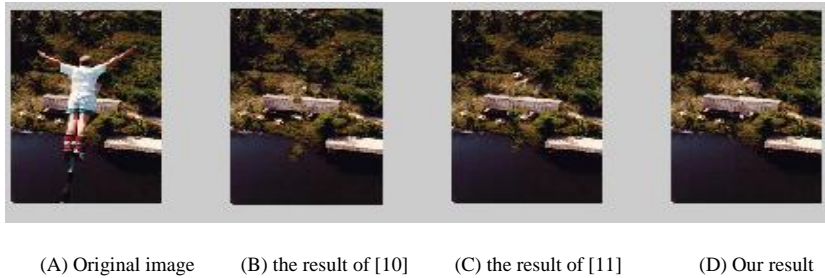 (A) Original image (B) the result of [10] (C) the result of [11] (D) Our result